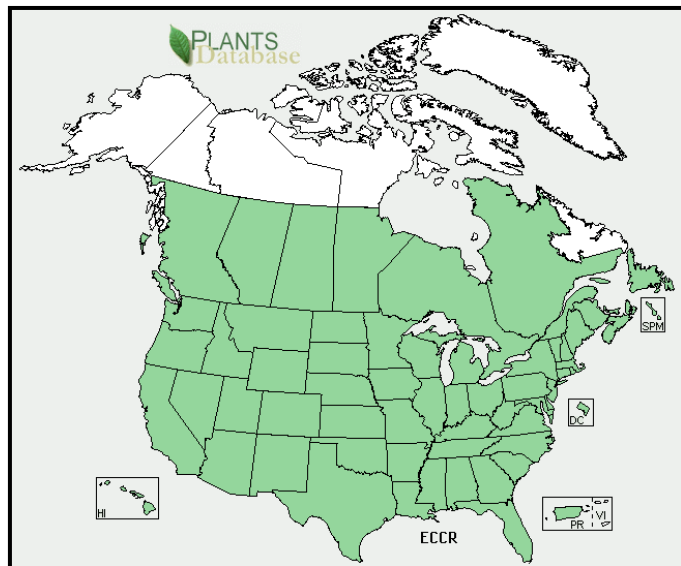 PLANTS
Database
SPM
DC
HI
PR
VI
ECCR